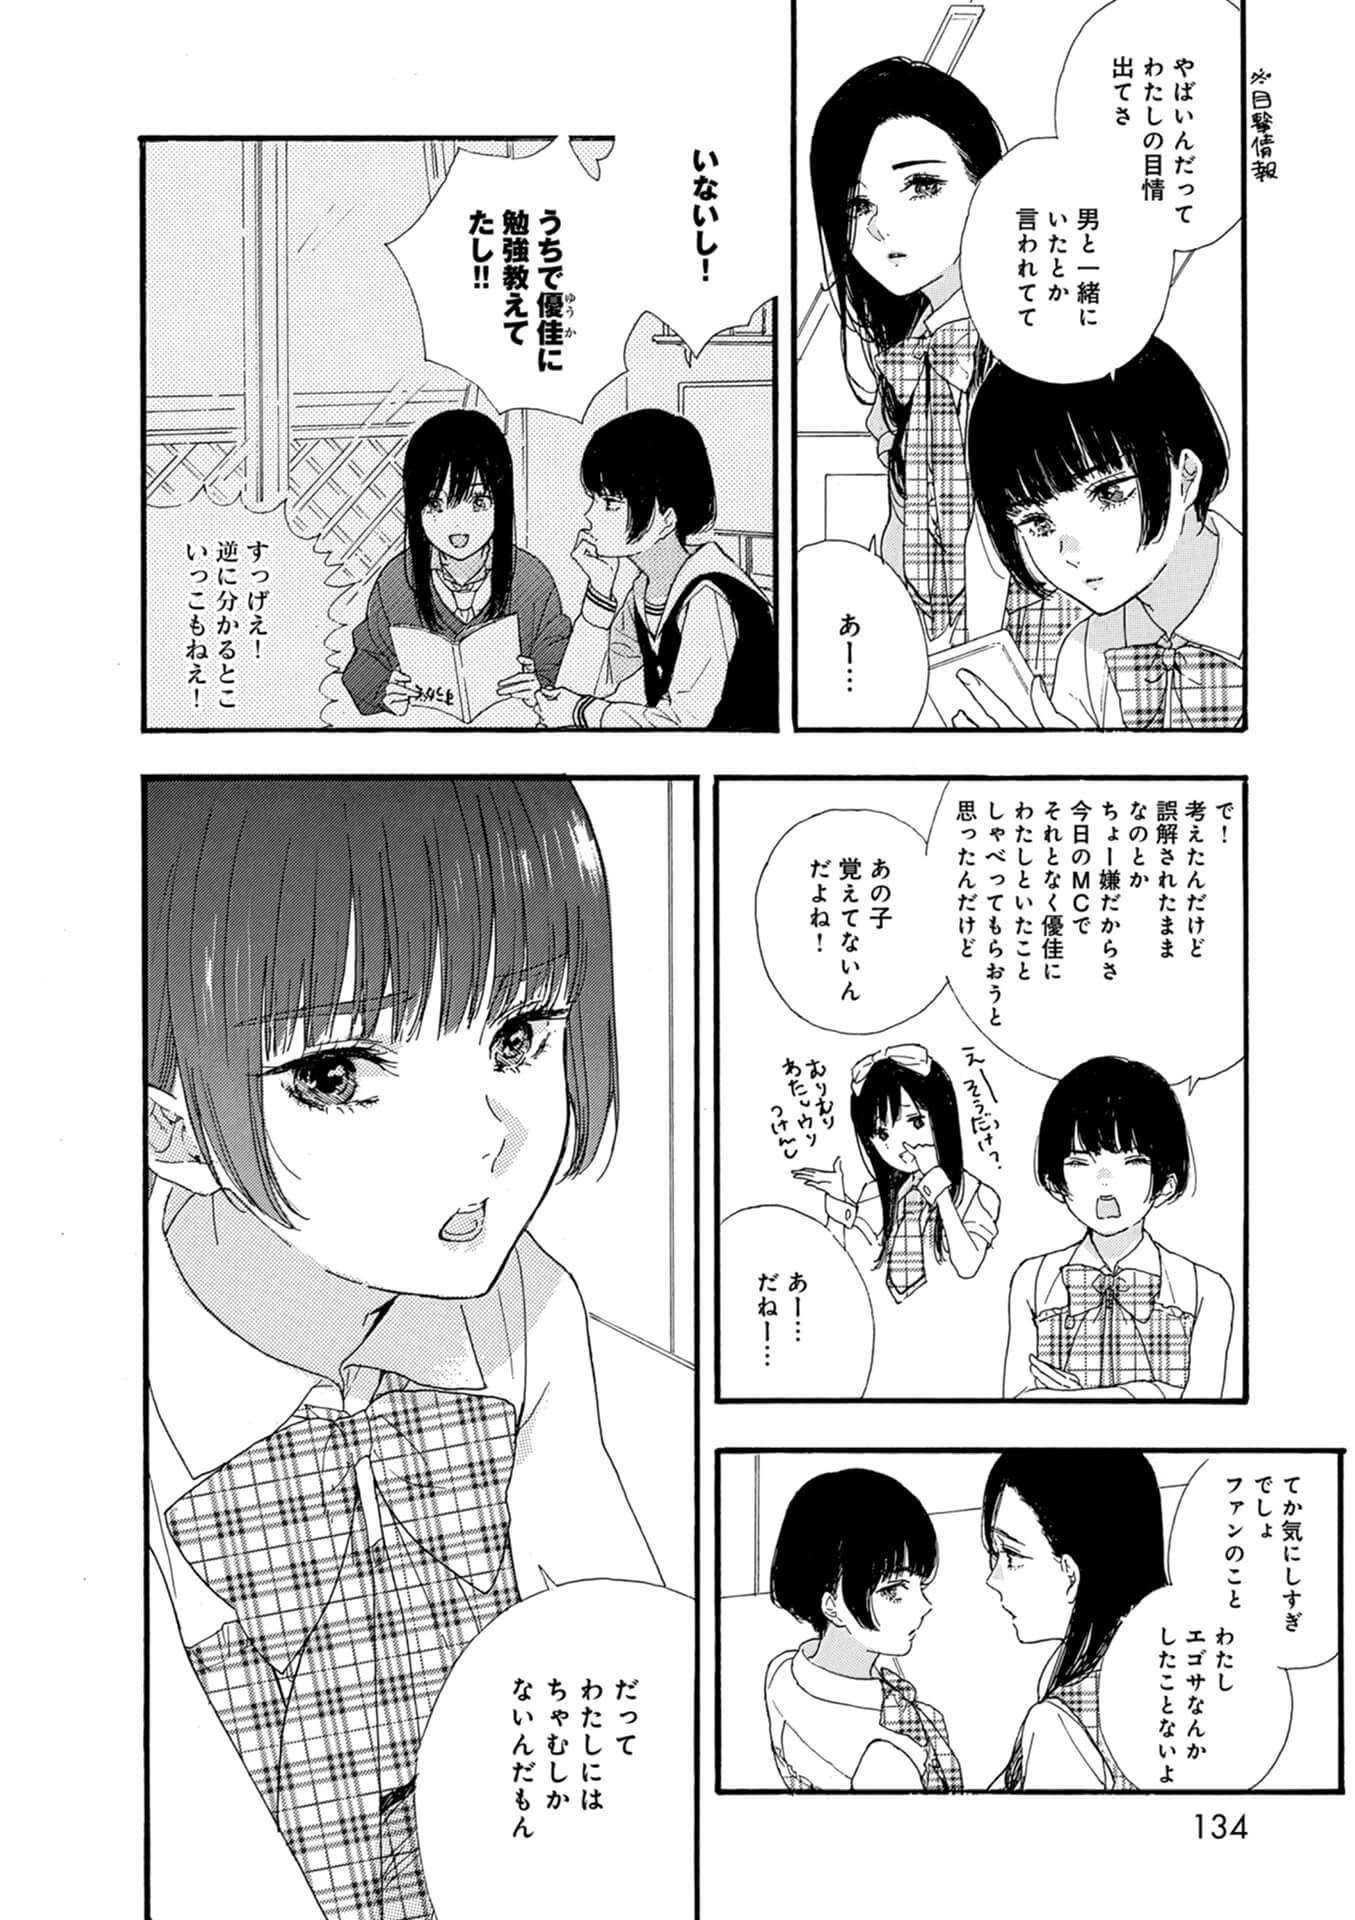 ※目撃情報
やばいんだって
わたしの目情
出てさ
男と一緒に
いたとか
言われてて
あー…
いないし！
うちで優佳に
ゆうか
勉強教えて
たし!!
すっげえ！
逆に分かるとこ
いっこもねえ！
で！
考えたんだけど
誤解されたまま
なのとか
ちょー嫌だからさ
今日のMCで
それとなく優佳に
わたしといたこと
しゃべってもらおうと
思ったんだけど
あの子
覚えてないん
だよね！
えーそうだっけ？
むりむり
わたしウソ
つけんし
あー…
だねー…
てか気にしすぎ
でしょ
ファンのこと
わたし
エゴサなんか
したことないよ
だって
わたしには
ちゃむしか
ないんだもん
134